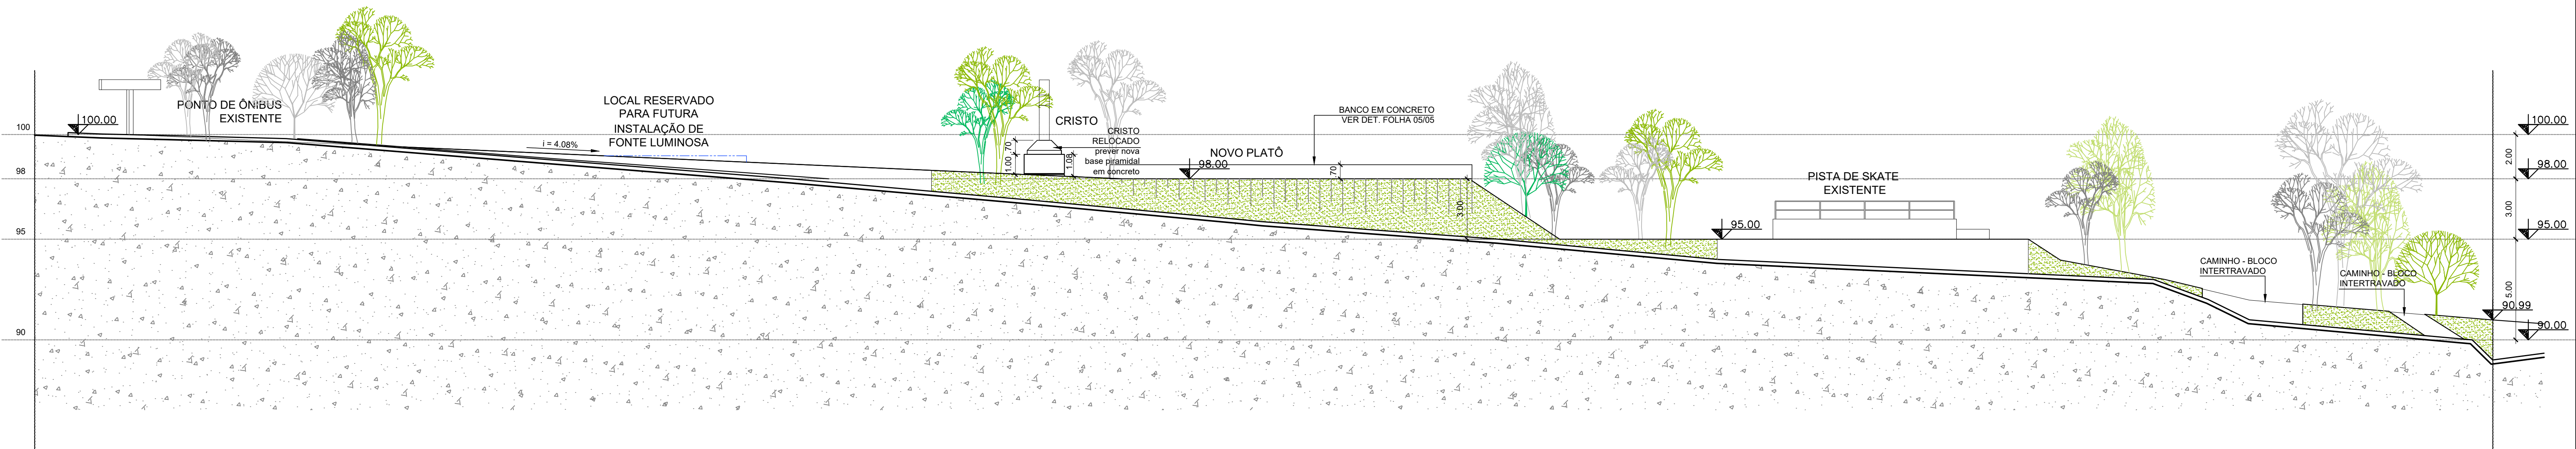 100
98
95
90
100.00
PONTO DE ÔNIBUS
EXISTENTE
i = 4.08%
LOCAL RESERVADO
PARA FUTURA
INSTALAÇÃO DE
FONTE LUMINOSA
1.00
.70
1.08
CRISTO
CRISTO
RELOCADO
prever nova
base piramidal
em concreto
98.00
NOVO PLATÔ
BANCO EM CONCRETO
VER DET. FOLHA 05/05
.70
3.00
95.00
PISTA DE SKATE
EXISTENTE
CAMINHO - BLOCO
INTERTRAVADO
CAMINHO - BLOCO
INTERTRAVADO
90.99
100.00
2.00
98.00
3.00
95.00
5.00
90.00